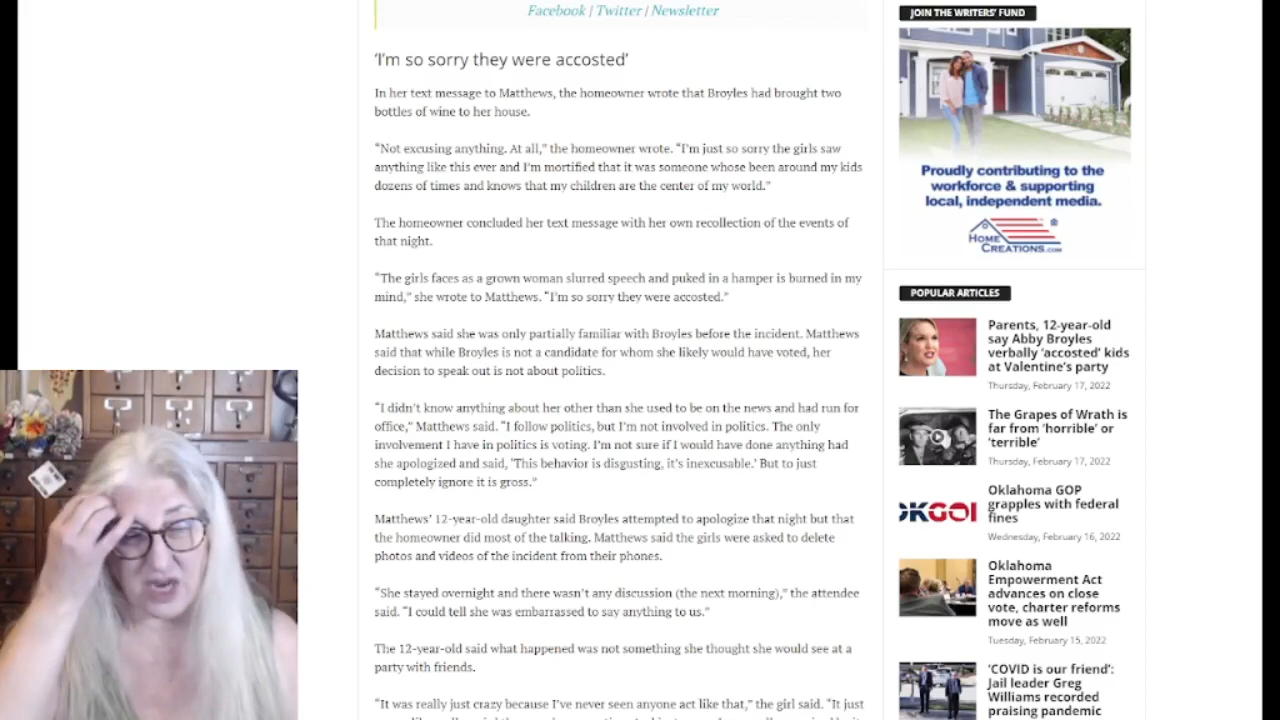 Facebook | Twitter | Newsletter
'I'm so sorry they were accosted'
In her text message to Matthews, the homeowner wrote that Broyles had brought two
bottles of wine to her house.
“Not excusing anything. At all,” the homeowner wrote. “I'm just so sorry the girls saw
anything like this ever and I'm mortified that it was someone whose been around my kids
dozens of times and knows that my children are the center of my world.”
The homeowner concluded her text message with her own recollection of the events of
that night.
“The girls faces as a grown woman slurred speech and puked in a hamper is burned in my
mind,” she wrote to Matthews. “I'm so sorry they were accosted.”
Matthews said she was only partially familiar with Broyles before the incident. Matthews
said that while Broyles is not a candidate for whom she likely would have voted, her
decision to speak out is not about politics.
“I didn't know anything about her other than she used to be on the news and had run for
office,” Matthews said. “I follow politics, but I'm not involved in politics. The only
involvement I have in politics is voting. I'm not sure if I would have done anything had
she apologized and said, ‘This behavior is disgusting, it's inexcusable.’ But to just
completely ignore it is gross.”
Matthews’ 12-year-old daughter said Broyles attempted to apologize that night but that
the homeowner did most of the talking. Matthews said the girls were asked to delete
photos and videos of the incident from their phones.
“She stayed overnight and there wasn't any discussion (the next morning),” the attendee
said. “I could tell she was embarrassed to say anything to us.”
The 12-year-old said what happened was not something she thought she would see at a
party with friends.
“It was really just crazy because I've never seen anyone act like that,” the girl said. “It just
JOIN THE WRITERS' FUND
Proudly contributing to the
workforce & supporting
local, independent media.
HOME
CREATIONS.COM
POPULAR ARTICLES
Parents, 12-year-old
say Abby Broyles
verbally ‘accosted’ kids
at Valentine's party
Thursday, February 17, 2022
The Grapes of Wrath is
far from ‘horrible’ or
‘terrible’
Thursday, February 17, 2022
OKGOP
Oklahoma GOP
grapples with federal
fines
Wednesday, February 16, 2022
Oklahoma
Empowerment Act
advances on close
vote, charter reforms
move as well
Tuesday, February 15, 2022
‘COVID is our friend’:
Jail leader Greg
Williams recorded
praising pandemic